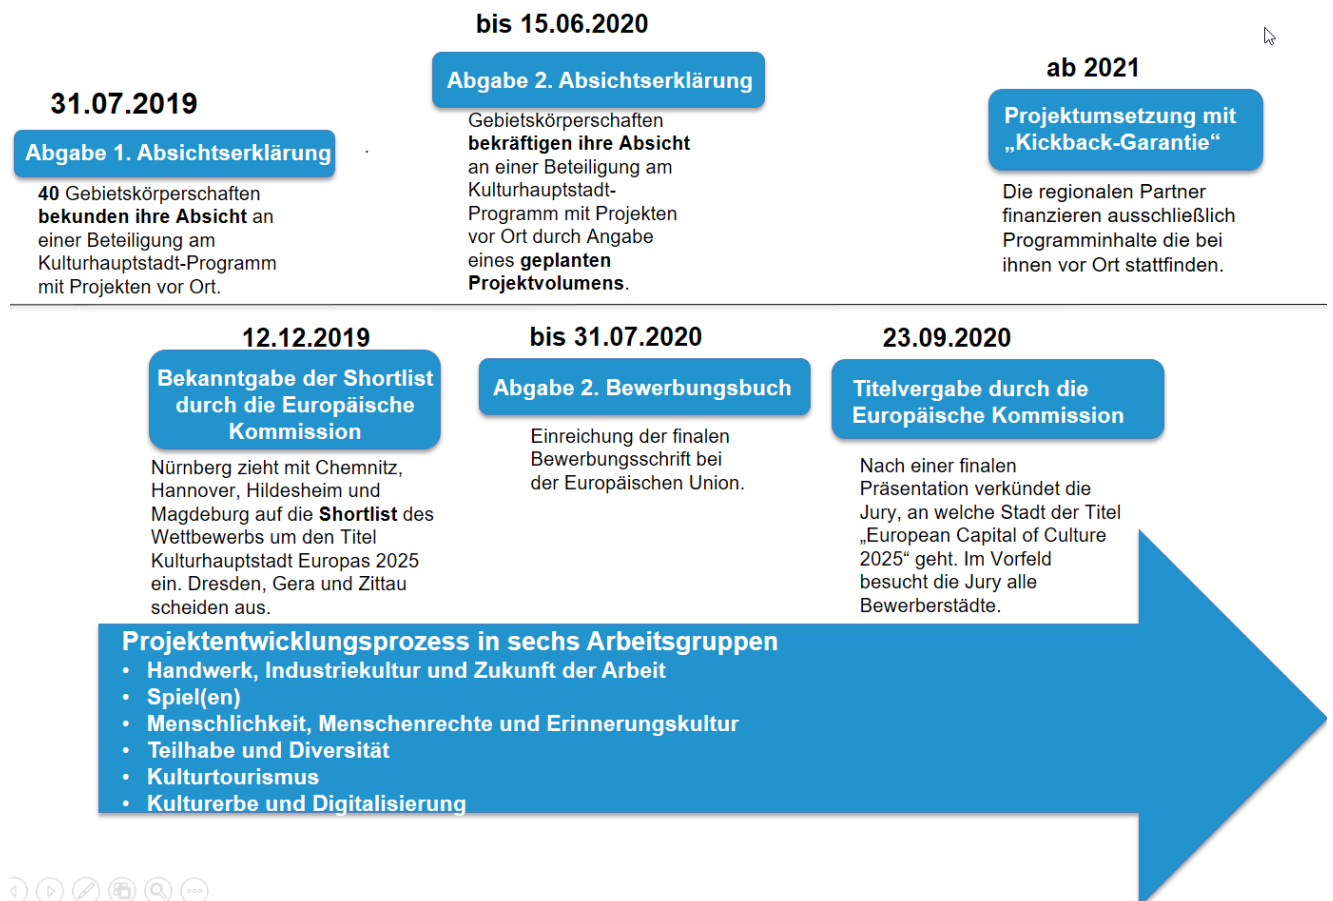 31.07.2019
Abgabe 1. Absichtserklärung
40 Gebietskörperschaften
bekunden ihre Absicht an
einer Beteiligung am
Kulturhauptstadt-Programm
mit Projekten vor Ort.
bis 15.06.2020
Abgabe 2. Absichtserklärung
Gebietskörperschaften
bekräftigen ihre Absicht
an einer Beteiligung am
Kulturhauptstadt-
Programm mit Projekten
vor Ort durch Angabe
eines geplanten
Projektvolumens.
ab 2021
Projektumsetzung mit
„Kickback-Garantie“
Die regionalen Partner
finanzieren ausschließlich
Programminhalte die bei
ihnen vor Ort stattfinden.
12.12.2019
Bekanntgabe der Shortlist
durch die Europäische
Kommission
Nürnberg zieht mit Chemnitz,
Hannover, Hildesheim und
Magdeburg auf die Shortlist des
Wettbewerbs um den Titel
Kulturhauptstadt Europas 2025
ein. Dresden, Gera und Zittau
scheiden aus.
bis 31.07.2020
Abgabe 2. Bewerbungsbuch
Einreichung der finalen
Bewerbungsschrift bei
der Europäischen Union.
23.09.2020
Titelvergabe durch die
Europäische Kommission
Nach einer finalen
Präsentation verkündet die
Jury, an welche Stadt der Titel
„European Capital of Culture
2025“ geht. Im Vorfeld
besucht die Jury alle
Bewerberstädte.
Projektentwicklungsprozess in sechs Arbeitsgruppen
• Handwerk, Industriekultur und Zukunft der Arbeit
• Spiel(en)
• Menschlichkeit, Menschenrechte und Erinnerungskultur
• Teilhabe und Diversität
• Kulturtourismus
• Kulturerbe und Digitalisierung